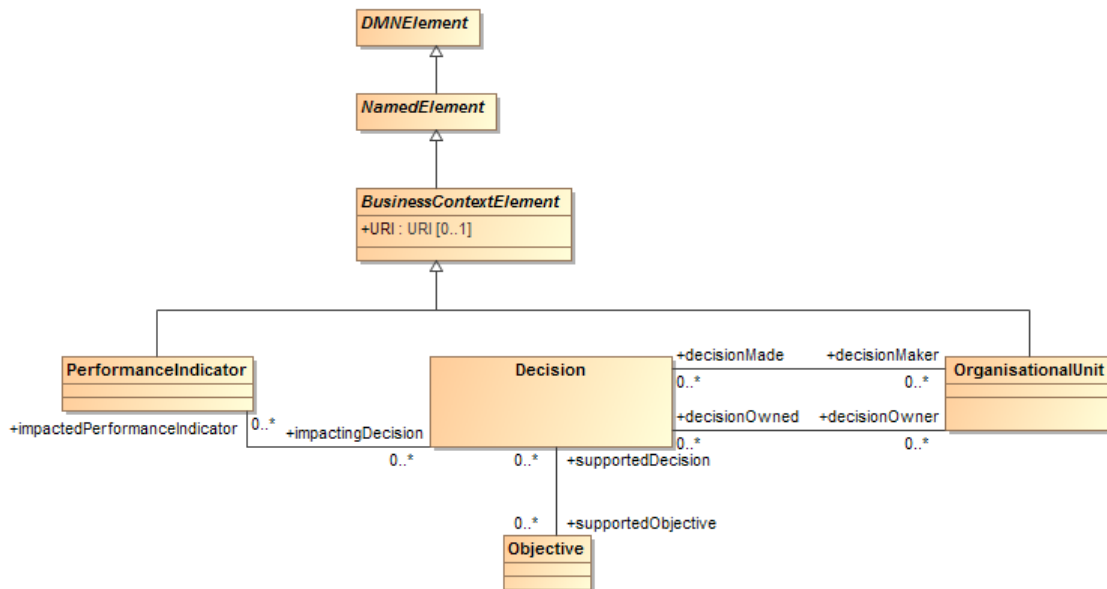 DMNElement
NamedElement
BusinessContextElement
+URI : URI [0..1]
PerformanceIndicator
Decision
+decisionMade
+decisionMaker
OrganisationalUnit
0..*
0..*
+impactedPerformanceIndicator
0..*
+impactingDecision
0..*
+decisionOwned
+decisionOwner
0..*
0..*
0..*
+supportedDecision
0..*
+supportedObjective
Objective